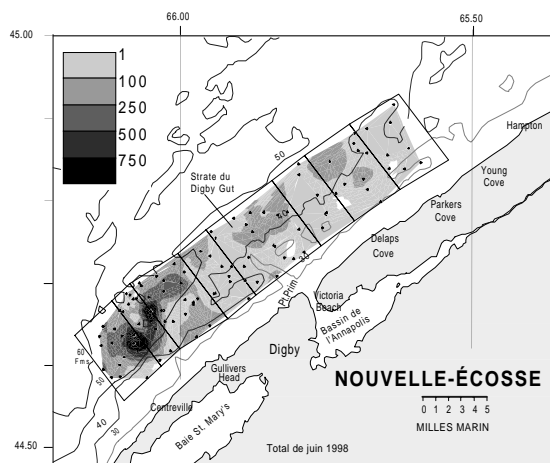 66.00
65.50
45.00
1
100
250
500
750
Hampton
50
Young
Cove
Strate du
Digby Gut
Parkers
Cove
40
Delaps
Cove
30
Pt.Prim
Victoria
Beach
Bassin de
l'Annapolis
60
Fms.
Digby
50
Gullivers
Head
NOUVELLE-ÉCOSSE
Centreville
0 1 2 3 4 5
40
30
Baie St. Mary's
MILLES MARIN
44.50
Total de juin 1998